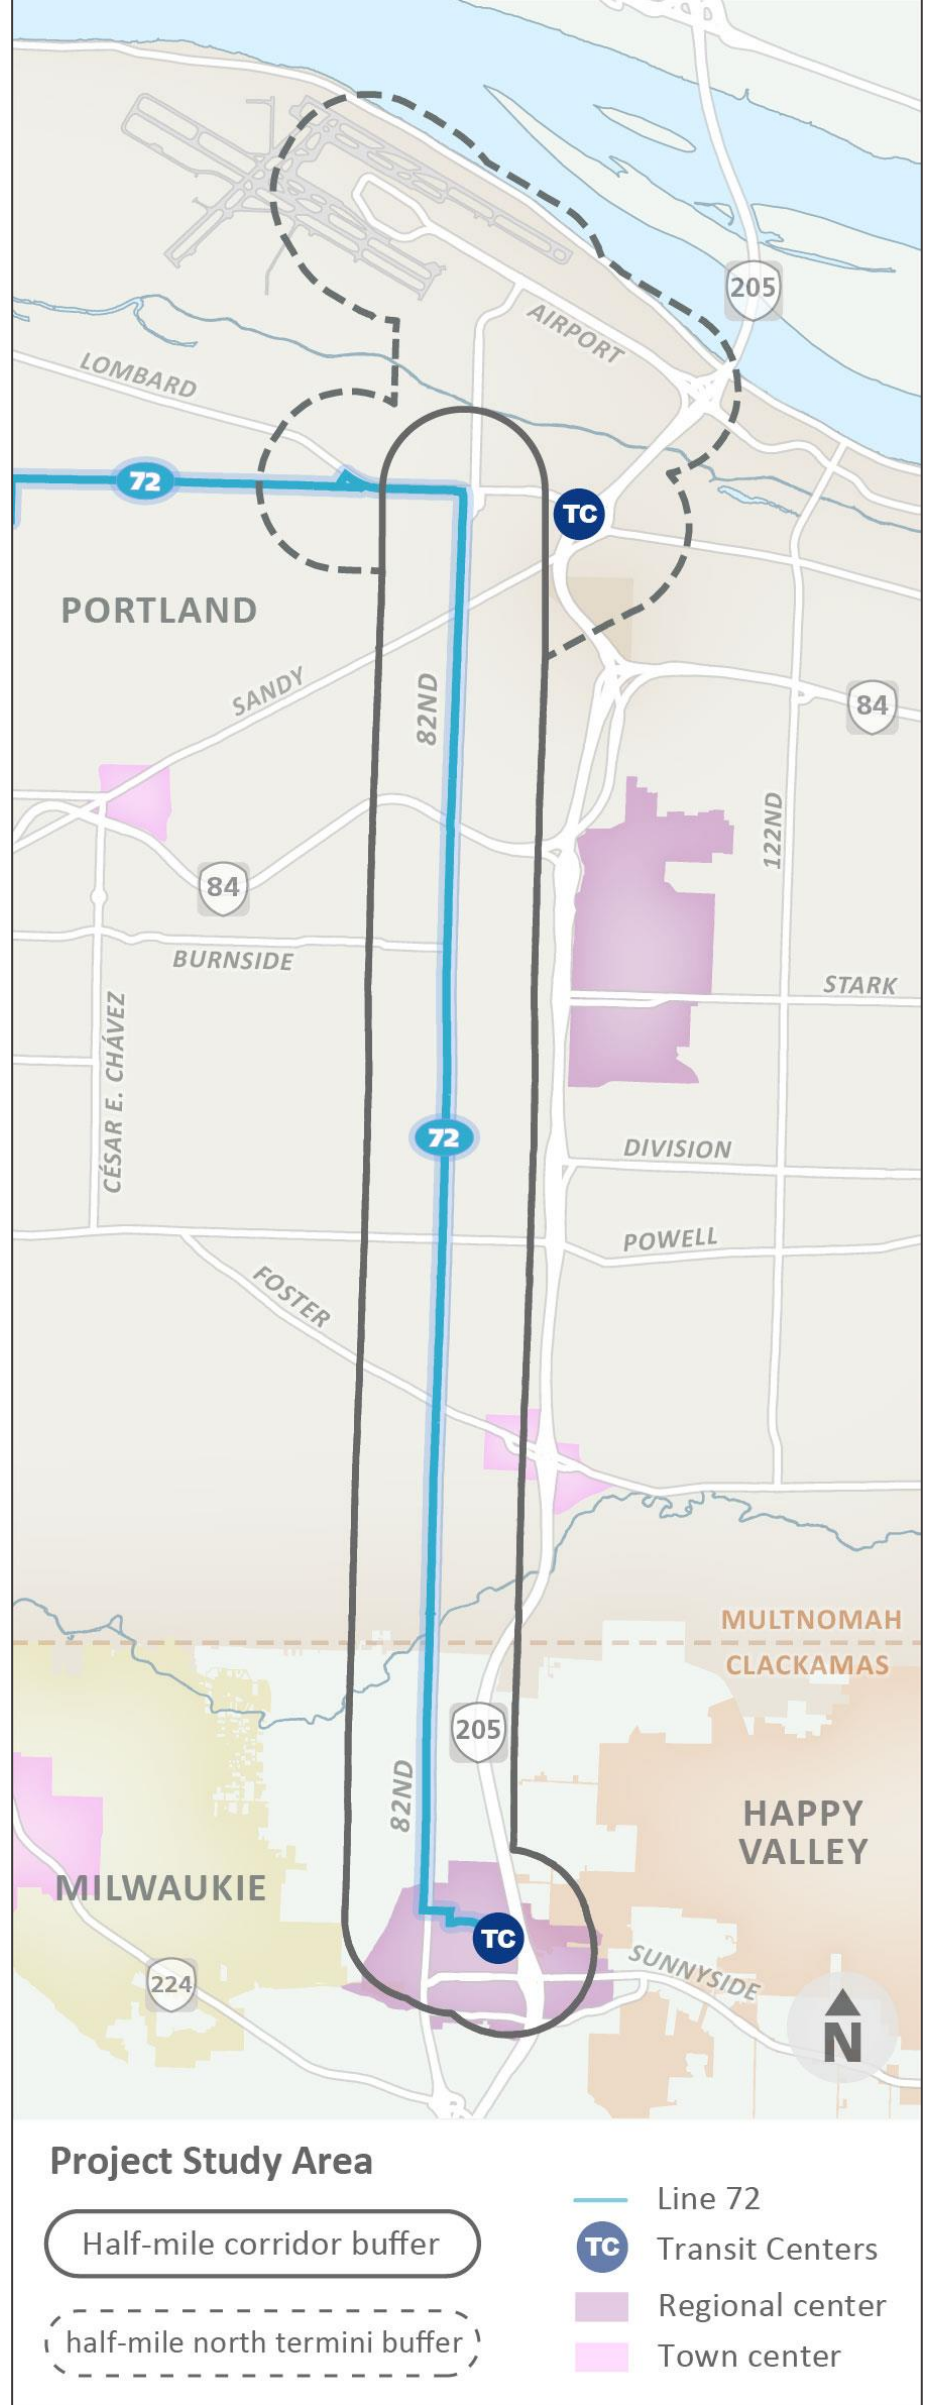 205
AIRPORT
LOMBARD
72
TC
PORTLAND
SANDY
82ND
84
122ND
84
BURNSIDE
STARK
CÉSAR E. CHÁVEZ
72
DIVISION
POWELL
FOSTER
MULTNOMAH
CLACKAMAS
205
82ND
HAPPY
VALLEY
MILWAUKIE
TC
SUNNYSIDE
224
N
Project Study Area
Half-mile corridor buffer
half-mile north termini buffer
Line 72
TC Transit Centers
Regional center
Town center